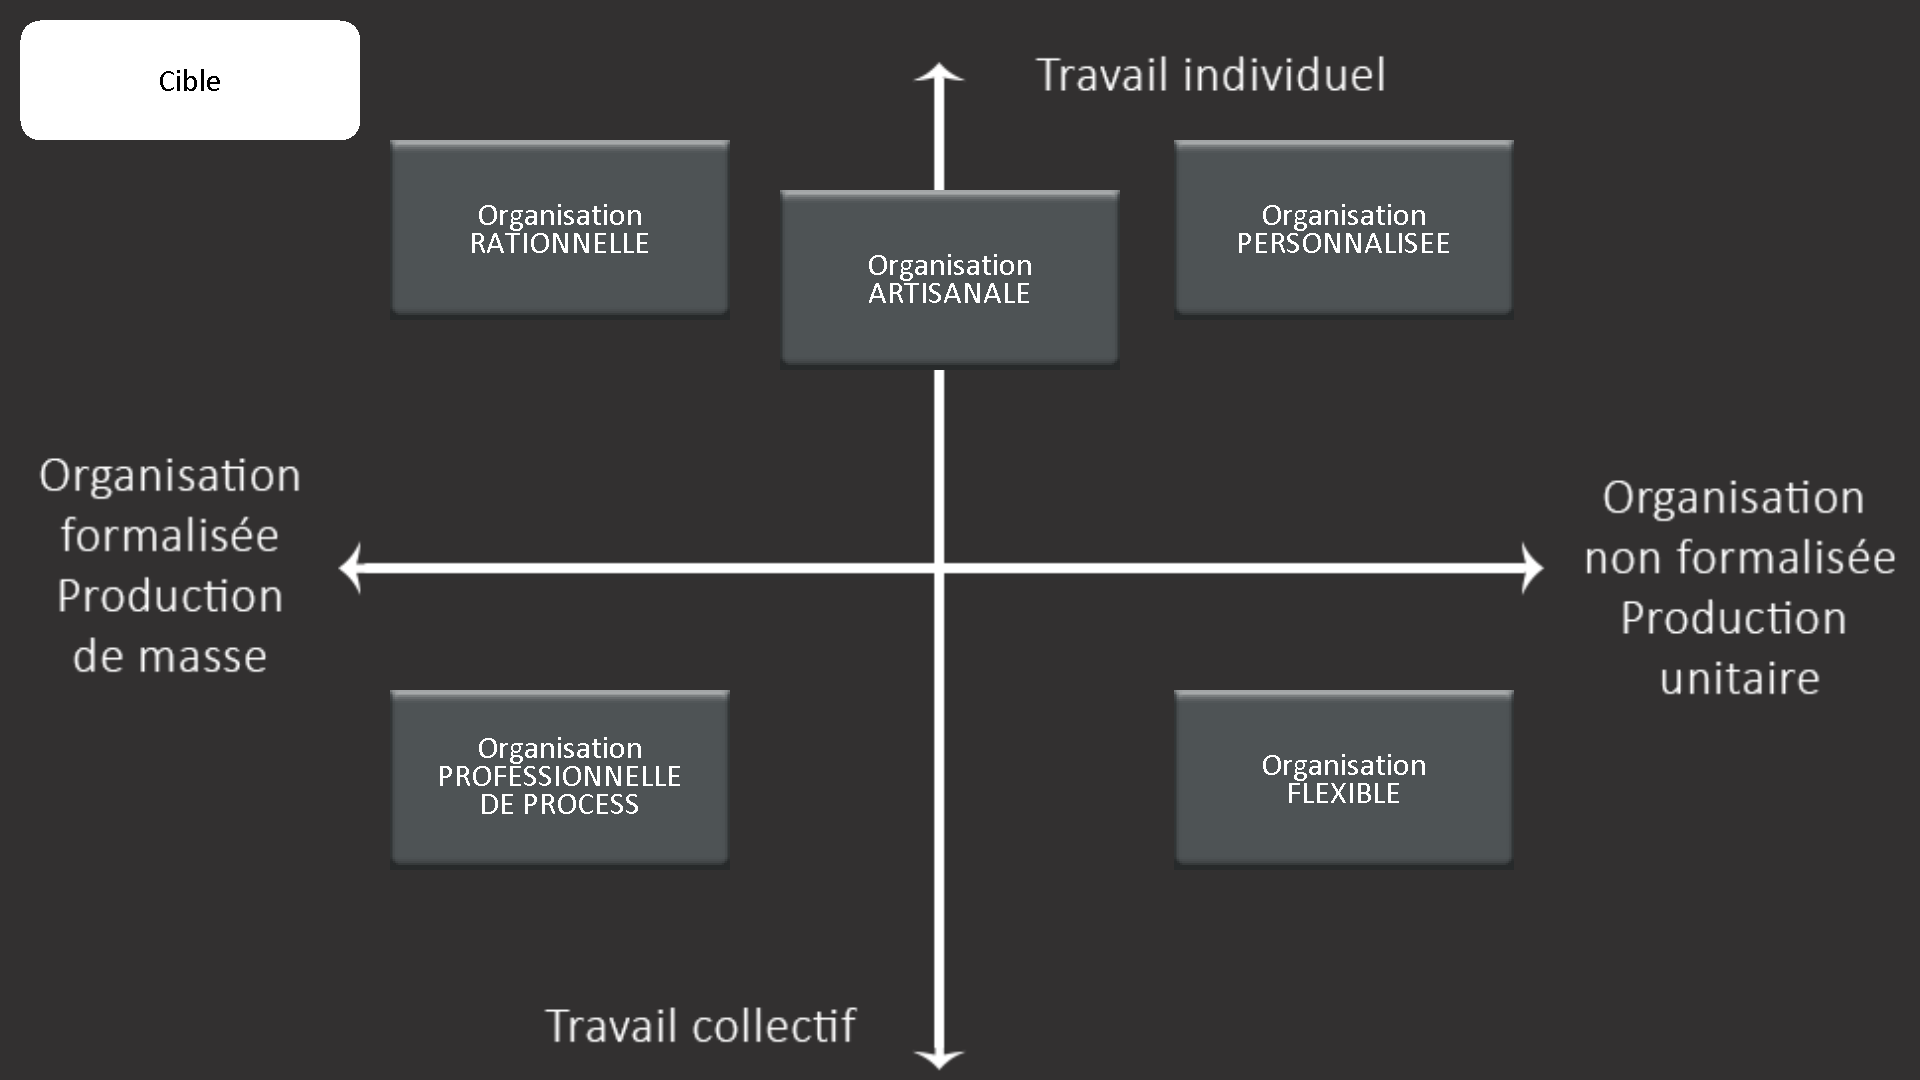 Cible
Travail individuel
Organisation
RATIONNELLE
Organisation
ARTISANALE
Organisation
PERSONNALISEE
Organisation
formalisée
Production
de masse
Organisation
non formalisée
Production
unitaire
Organisation
PROFESSIONNELLE
DE PROCESS
Organisation
FLEXIBLE
Travail collectif